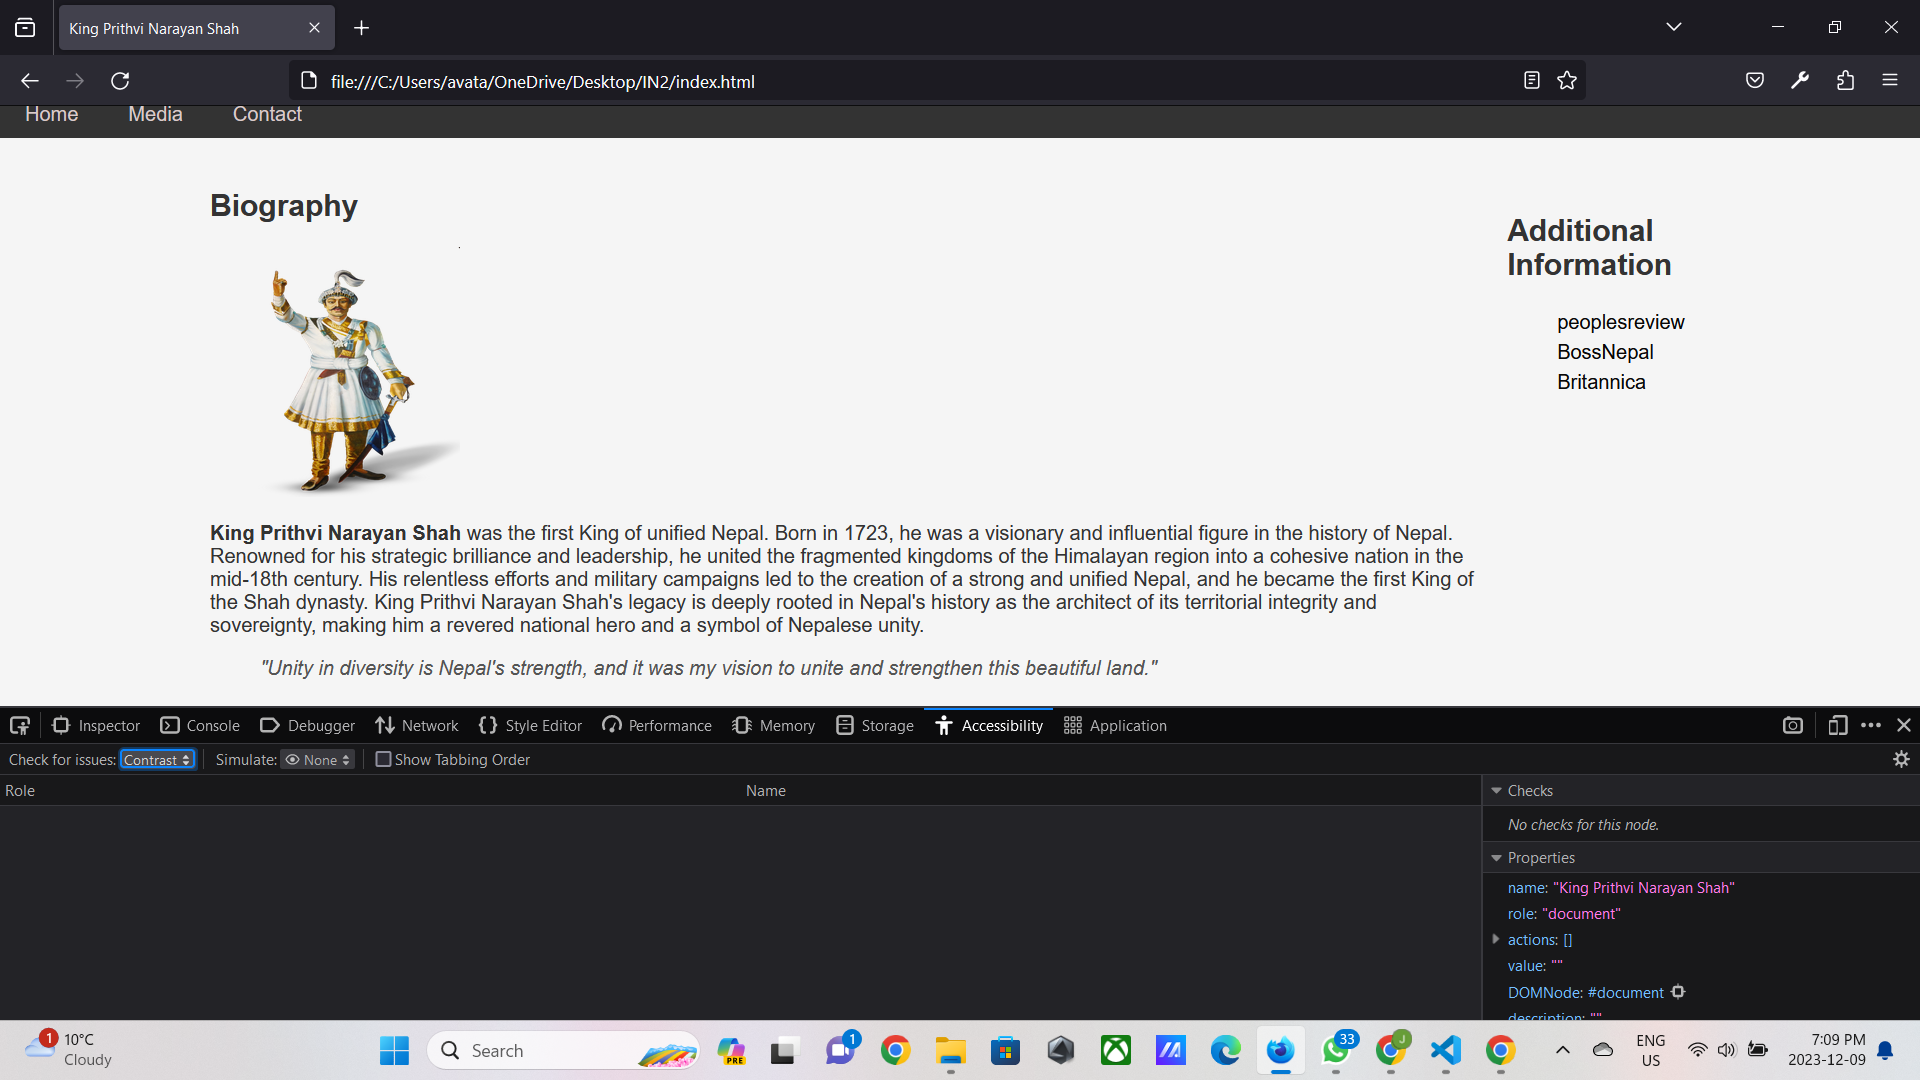 King Prithvi Narayan Shah
file:///C:/Users/avata/OneDrive/Desktop/IN2/index.html
Home Media Contact
Biography
Additional
Information
peoplesreview
BossNepal
Britannica
King Prithvi Narayan Shah was the first King of unified Nepal. Born in 1723, he was a visionary and influential figure in the history of Nepal.
Renowned for his strategic brilliance and leadership, he united the fragmented kingdoms of the Himalayan region into a cohesive nation in the
mid-18th century. His relentless efforts and military campaigns led to the creation of a strong and unified Nepal, and he became the first King of
the Shah dynasty. King Prithvi Narayan Shah's legacy is deeply rooted in Nepal's history as the architect of its territorial integrity and
sovereignty, making him a revered national hero and a symbol of Nepalese unity.
"Unity in diversity is Nepal's strength, and it was my vision to unite and strengthen this beautiful land."
Inspector Console Debugger Network Style Editor Performance Memory Storage Accessibility Application
Check for issues: Contrast Simulate: None Show Tabbing Order
Role Name
Checks
No checks for this node.
Properties
name: "King Prithvi Narayan Shah"
role: "document"
actions: []
value: ""
DOMNode: #document
description: ""
1 10°C
Cloudy
Search
PRE
1
33
J
ENG
US
7:09 PM
2023-12-09